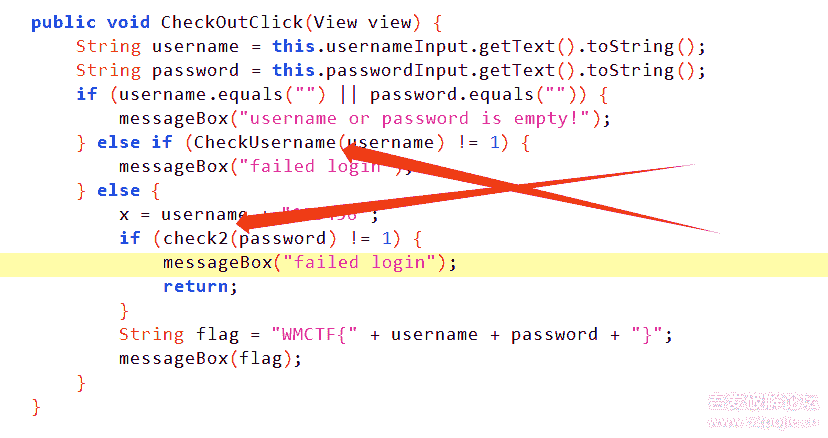 public void CheckOutClick(View view) {
String username = this.usernameInput.getText().toString();
String password = this.passwordInput.getText().toString();
if (username.equals("") || password.equals("")) {
messageBox("username or password is empty!");
} else if (CheckUsername(username) != 1) {
messageBox("failed login");
} else {
x = username + ";
if (check2(password) != 1) {
messageBox("failed login");
return;
}
String flag = "WMCTF{" + username + password + "}";
messageBox(flag);
}
}